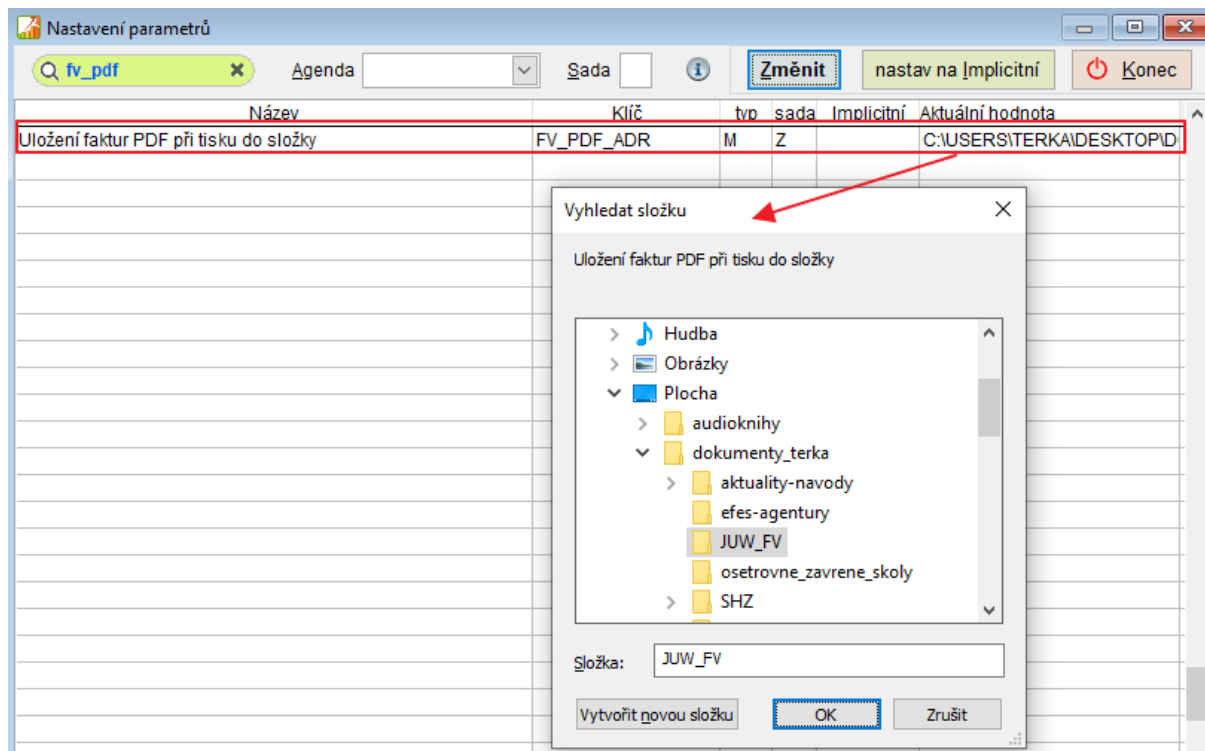 Nastavení parametrů
fv_pdf Agenda Sada Změnit nastav na Implicitní Konec
Název Klíč typ sada Implicitní Aktuální hodnota
Uložení faktur PDF při tisku do složky FV_PDF_ADR M Z C:\USERS\TERKA\DESKTOP\D
Vyhledat složku
Uložení faktur PDF při tisku do složky
Hudba
Obrázky
Plocha
audioknihy
dokumenty_terka
aktuality-navody
efes-agentury
JUW_FV
osetrovne_zavrene_skoly
SHZ
Složka: JUW_FV
Vytvořit novou složku OK Zrušit